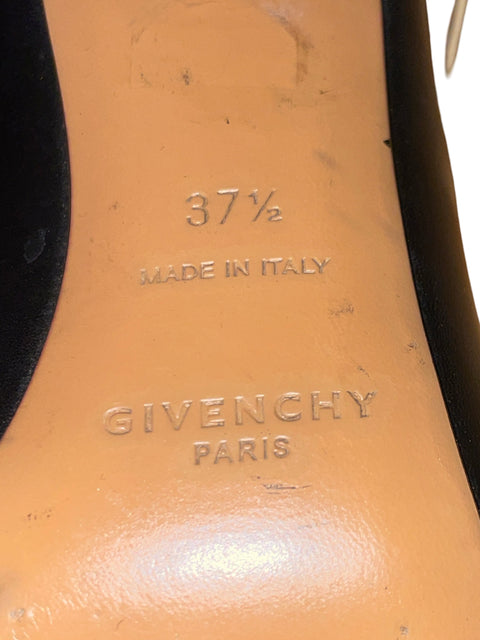 37½
MADE IN ITALY
GIVENCHY
PARIS